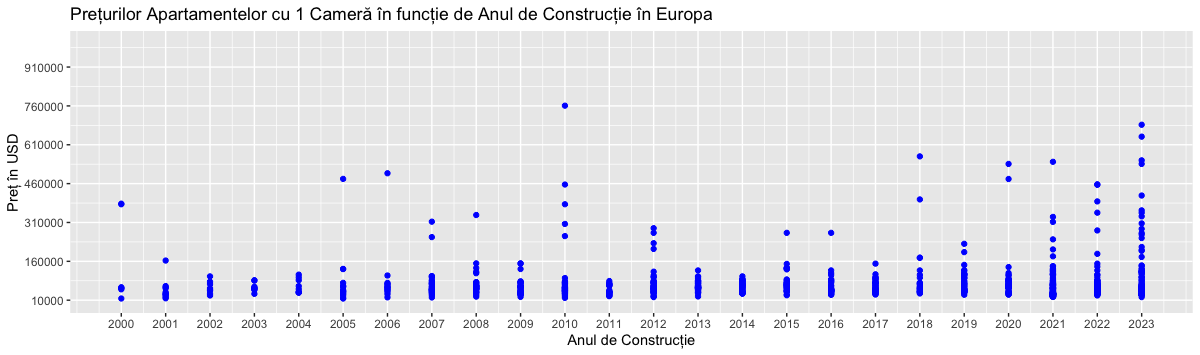 Prețurilor Apartamentelor cu 1 Cameră în funcție de Anul de Construcție în Europa
Preț în USD
910000
760000
610000
460000
310000
160000
10000
2000 2001 2002 2003 2004 2005 2006 2007 2008 2009 2010 2011 2012 2013 2014 2015 2016 2017 2018 2019 2020 2021 2022 2023
Anul de Construcție